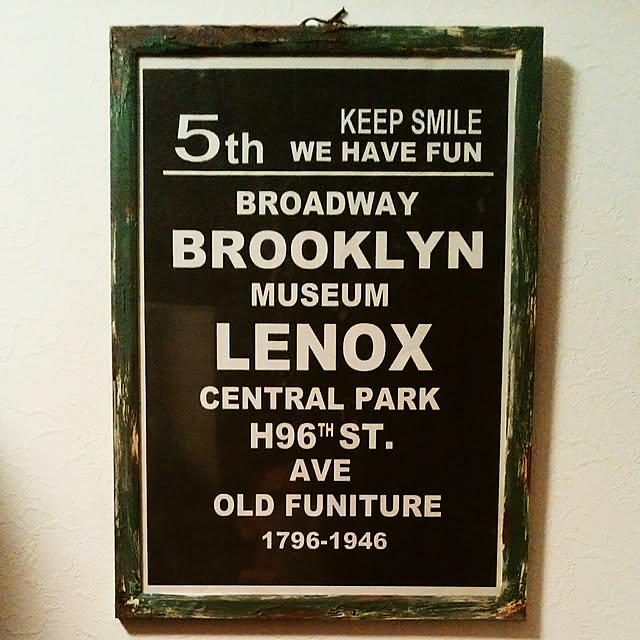 5th KEEP SMILE
WE HAVE FUN
BROADWAY
BROOKLYN
MUSEUM
LENOX
CENTRAL PARK
H96TH ST.
AVE
OLD FUNITURE
1796-1946